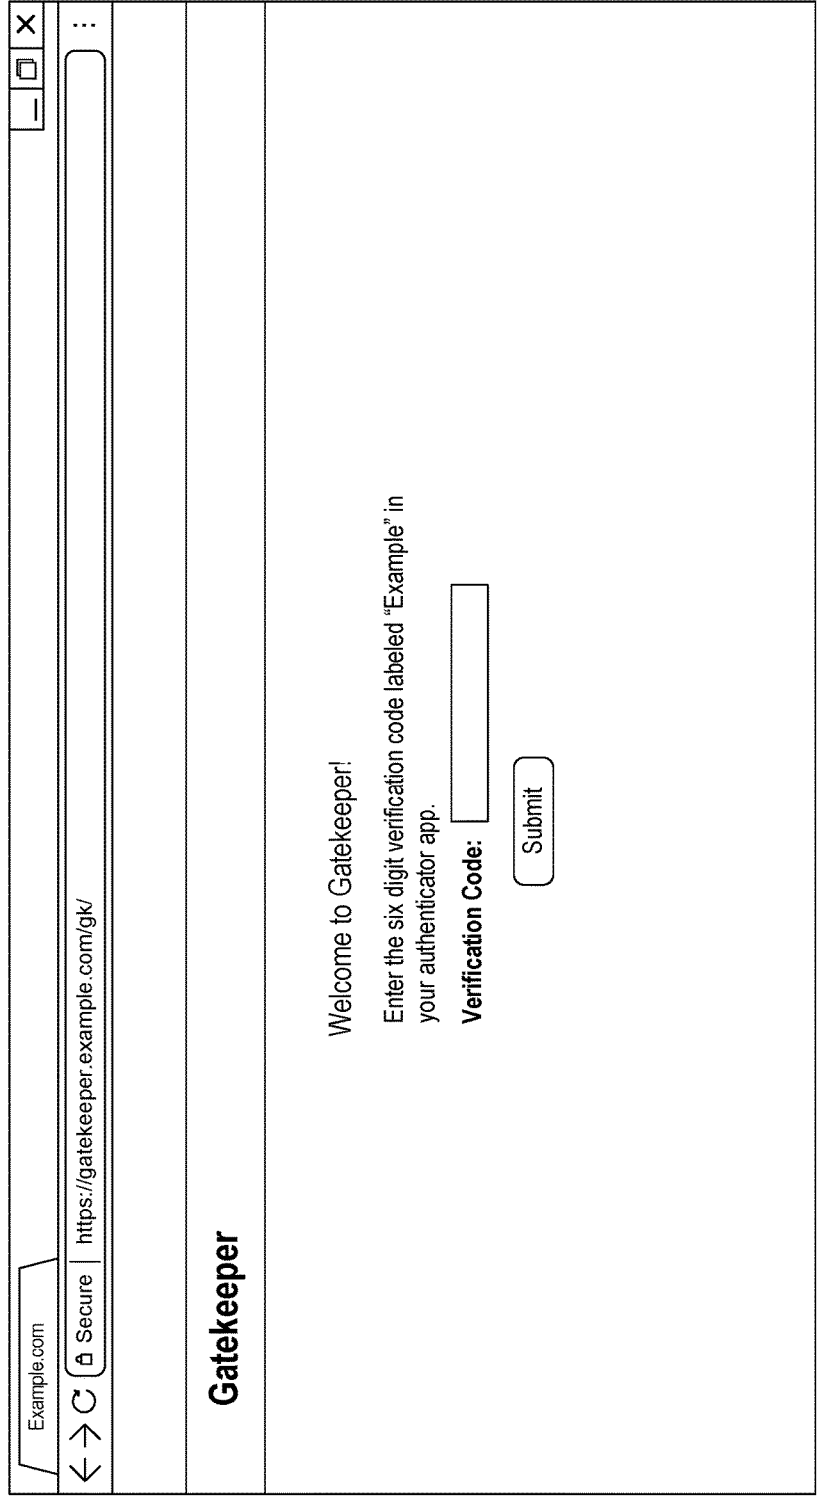 Example.com
Secure | https://gatekeeper.example.com/gk/
Gatekeeper
Welcome to Gatekeeper!
Enter the six digit verification code labeled “Example” in
your authenticator app.
Verification Code:
Submit